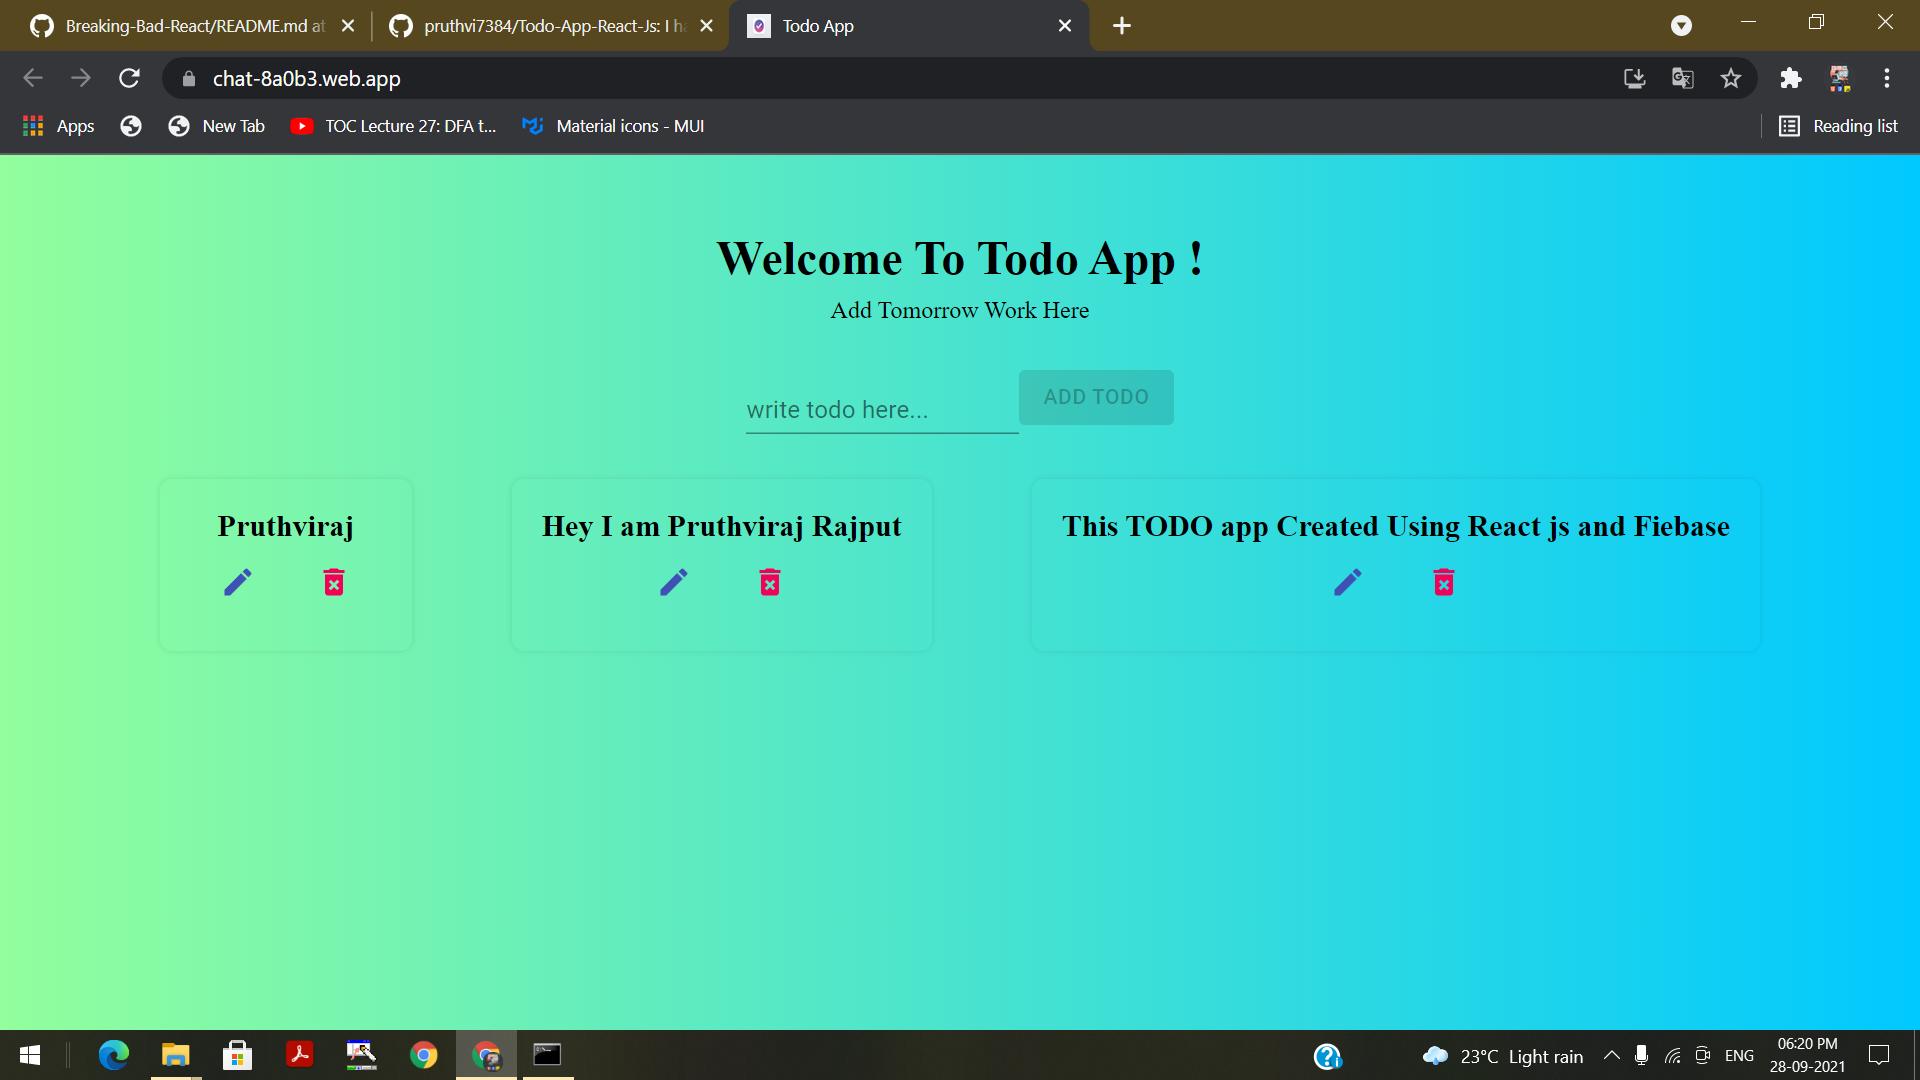 Breaking-Bad-React/README.md at
pruthvi7384/Todo-App-React-Js: I ha
Todo App
chat-8a0b3.web.app
Apps
New Tab
TOC Lecture 27: DFA t...
Material icons - MUI
Reading list
Welcome To Todo App !
Add Tomorrow Work Here
write todo here...
ADD TODO
Pruthviraj
Hey I am Pruthviraj Rajput
This TODO app Created Using React js and Fiebase
23°C Light rain
ENG
06:20 PM
28-09-2021